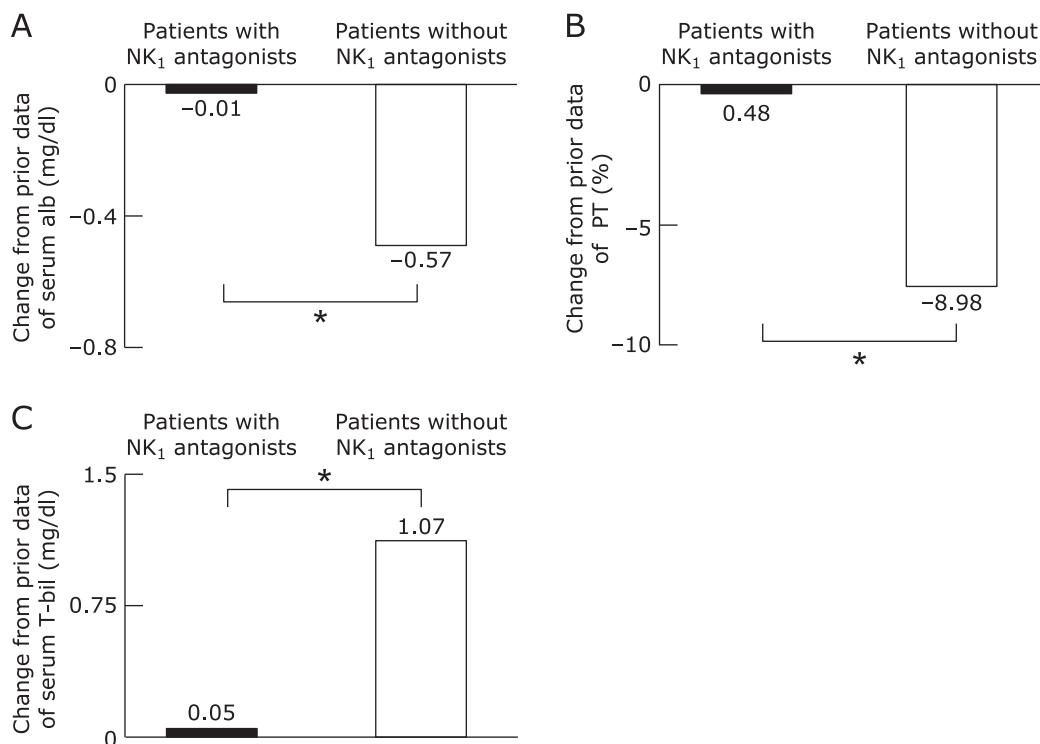 A
Patients with
NK₁ antagonists
Patients without
NK₁ antagonists
Change from prior data
of serum alb (mg/dl)
0
−0.4
−0.8
−0.01
−0.57
*
B
Patients with
NK₁ antagonists
Patients without
NK₁ antagonists
Change from prior data
of PT (%)
0
−5
−10
0.48
−8.98
*
C
Patients with
NK₁ antagonists
Patients without
NK₁ antagonists
Change from prior data
of serum T-bil (mg/dl)
1.5
0.75
0
*
0.05
1.07